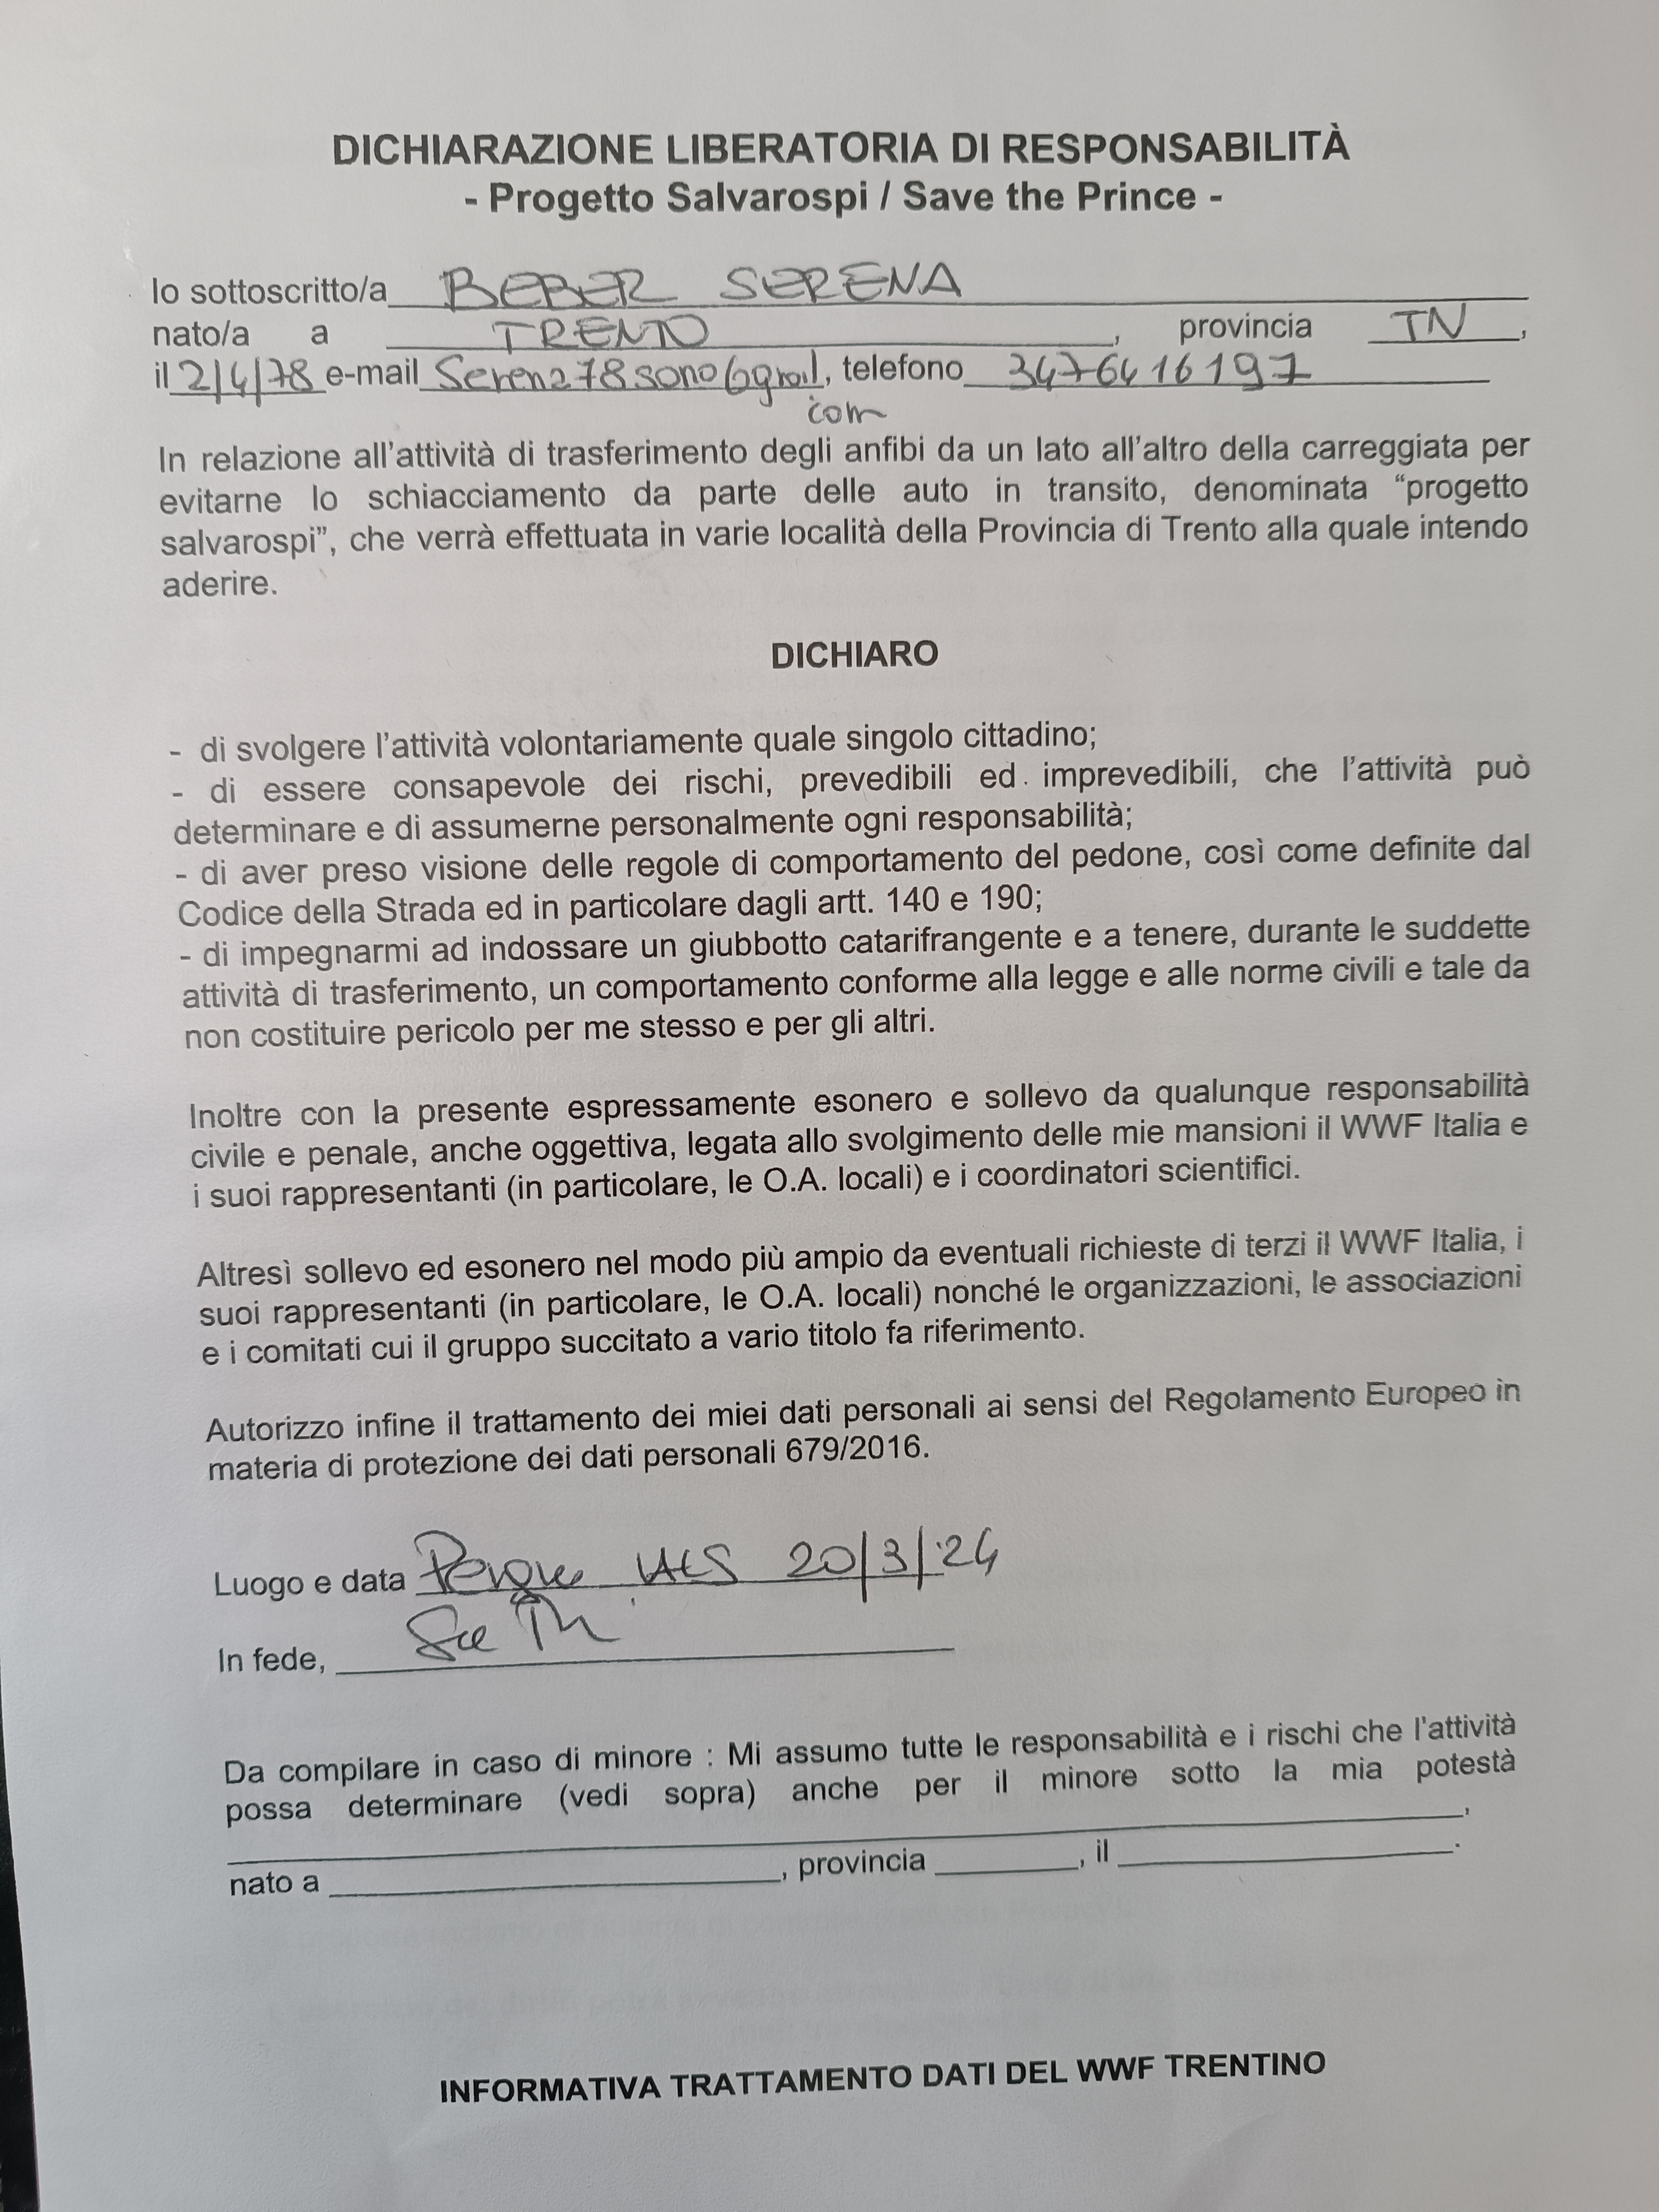 DICHIARAZIONE LIBERATORIA DI RESPONSABILITÀ
- Progetto Salvarospi / Save the Prince -
Io sottoscritto/a BEBER SERENA
nato/a a TRENTO, provincia TN,
il 2/4/78 e-mail Serena78sono@gmail, telefono 3476416197
com
In relazione all'attività di trasferimento degli anfibi da un lato all'altro della carreggiata per
evitarne lo schiacciamento da parte delle auto in transito, denominata “progetto
salvarospi”, che verrà effettuata in varie località della Provincia di Trento alla quale intendo
aderire.
DICHIARO
- di svolgere l'attività volontariamente quale singolo cittadino;
- di essere consapevole dei rischi, prevedibili ed imprevedibili, che l'attività può
determinare e di assumerne personalmente ogni responsabilità;
- di aver preso visione delle regole di comportamento del pedone, così come definite dal
Codice della Strada ed in particolare dagli artt. 140 e 190;
- di impegnarmi ad indossare un giubbotto catarifrangente e a tenere, durante le suddette
attività di trasferimento, un comportamento conforme alla legge e alle norme civili e tale da
non costituire pericolo per me stesso e per gli altri.
Inoltre con la presente espressamente esonero e sollevo da qualunque responsabilità
civile e penale, anche oggettiva, legata allo svolgimento delle mie mansioni il WWF Italia e
i suoi rappresentanti (in particolare, le O.A. locali) e i coordinatori scientifici.
Altresì sollevo ed esonero nel modo più ampio da eventuali richieste di terzi il WWF Italia, i
suoi rappresentanti (in particolare, le O.A. locali) nonché le organizzazioni, le associazioni
e i comitati cui il gruppo succitato a vario titolo fa riferimento.
Autorizzo infine il trattamento dei miei dati personali ai sensi del Regolamento Europeo in
materia di protezione dei dati personali 679/2016.
Luogo e data Pergine 20/3/24
In fede,
Da compilare in caso di minore : Mi assumo tutte le responsabilità e i rischi che l'attività
possa determinare (vedi sopra) anche per il minore sotto la mia potestà
,
nato a , provincia , il .
INFORMATIVA TRATTAMENTO DATI DEL WWF TRENTINO